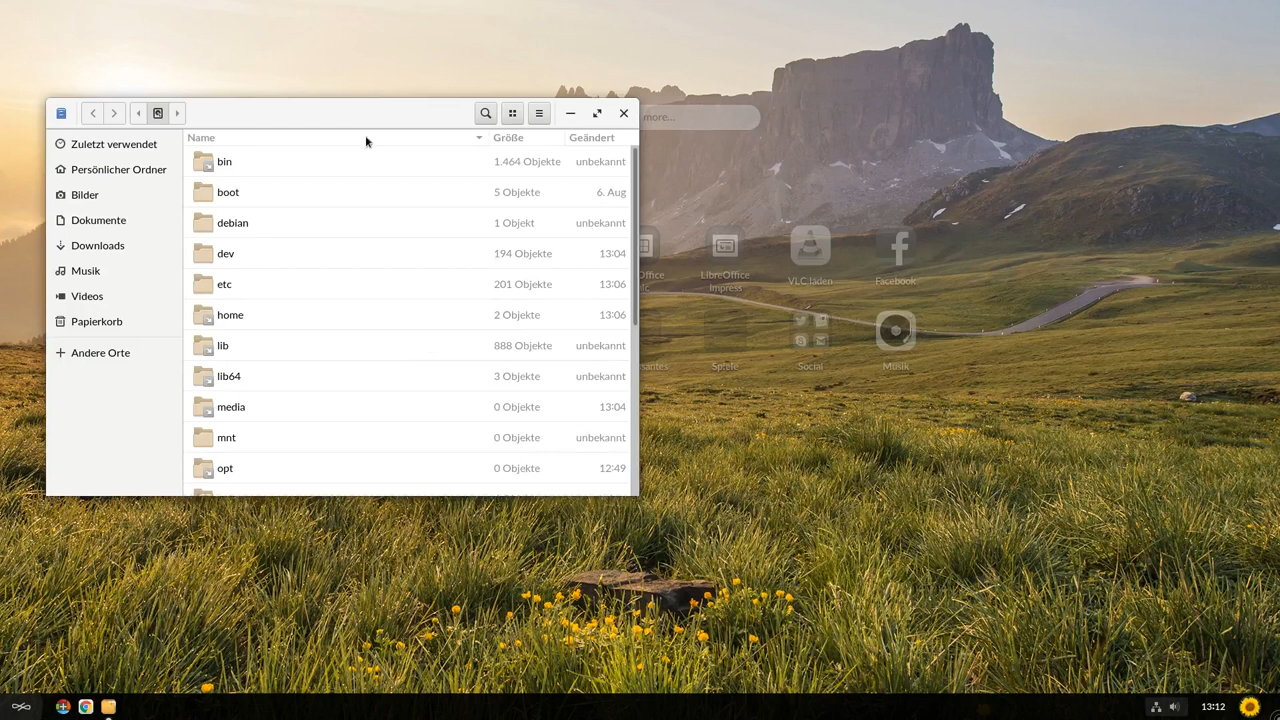 more...
Name
Größe
Geändert
Zuletzt verwendet
Persönlicher Ordner
Bilder
Dokumente
Downloads
Musik
Videos
Papierkorb
Andere Orte
bin
1.464 Objekte
unbekannt
boot
5 Objekte
6. Aug
debian
1 Objekt
unbekannt
dev
194 Objekte
13:04
etc
201 Objekte
13:06
home
2 Objekte
13:06
lib
888 Objekte
unbekannt
lib64
3 Objekte
unbekannt
media
0 Objekte
13:04
mnt
0 Objekte
unbekannt
opt
0 Objekte
12:49
LibreOffice
Impress
VLC laden
Facebook
Spiele
Social
Musik
13:12